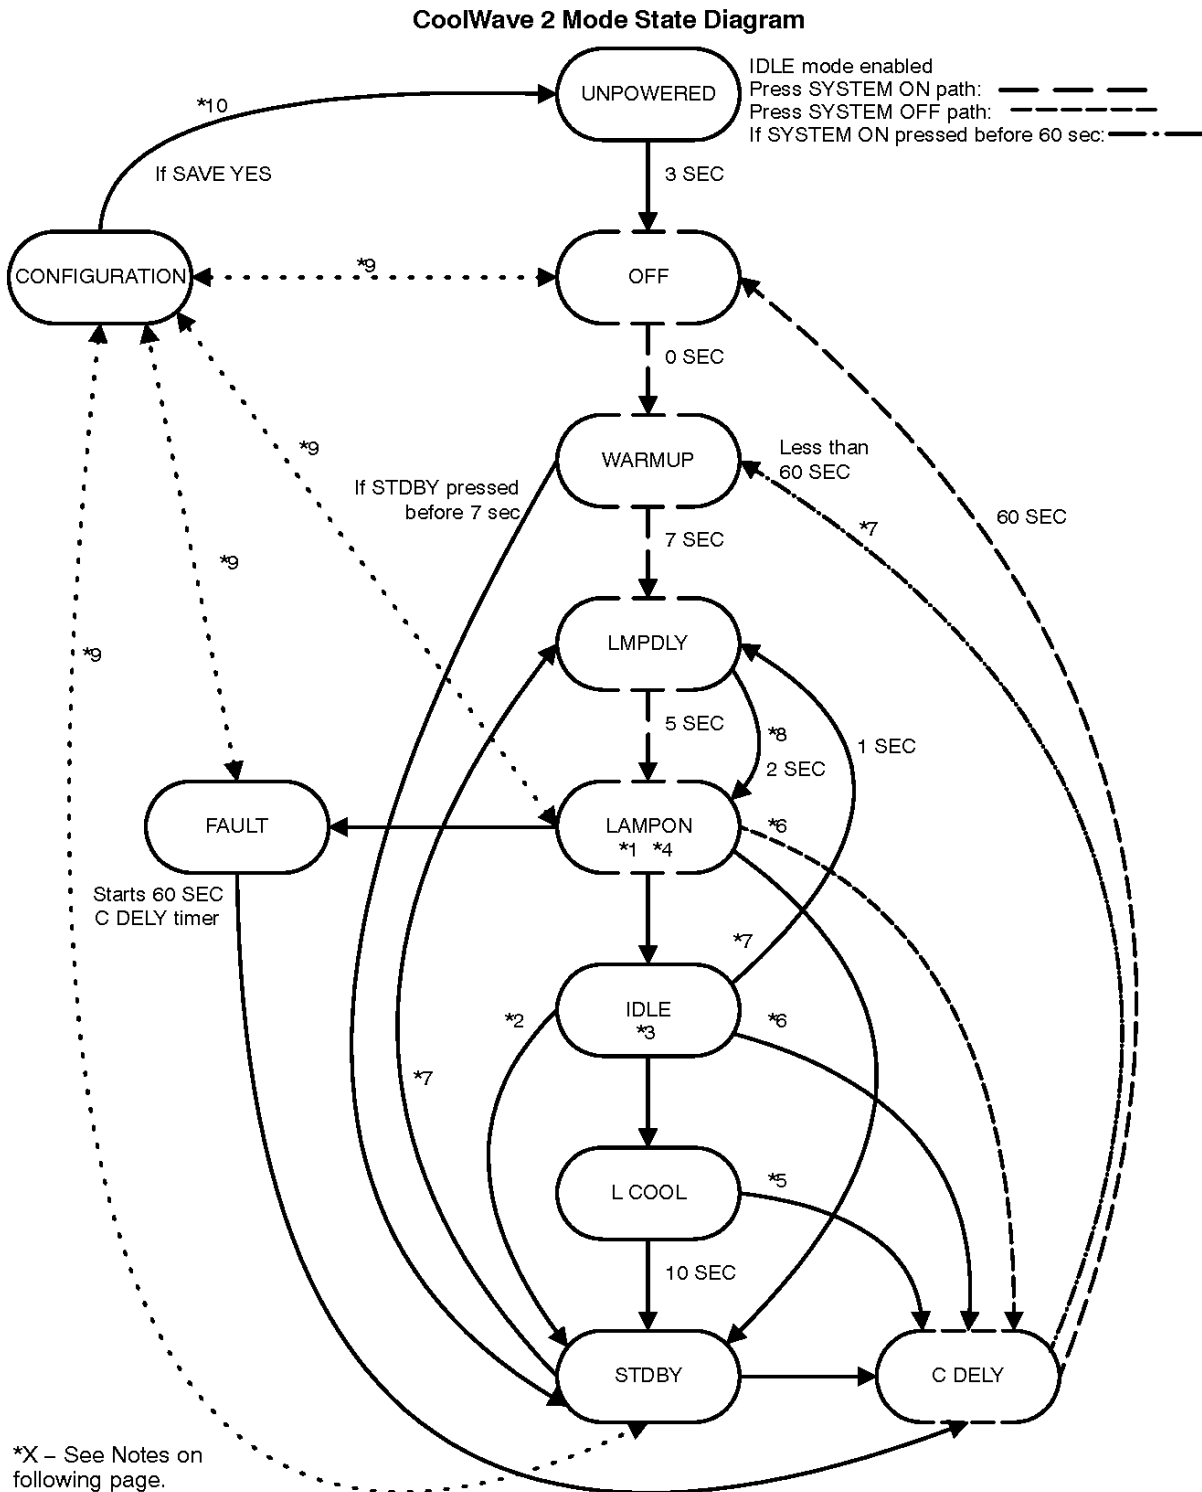 CoolWave 2 Mode State Diagram
UNPOWERED
IDLE mode enabled
Press SYSTEM ON path:
Press SYSTEM OFF path:
If SYSTEM ON pressed before 60 sec:
*10
If SAVE YES
3 SEC
CONFIGURATION
*9
OFF
0 SEC
*9
WARMUP
Less than
60 SEC
If STDBY pressed
before 7 sec
7 SEC
*7
60 SEC
*9
*9
LMPDLY
5 SEC
*8
2 SEC
1 SEC
FAULT
LAMPON
*1 *4
*6
Starts 60 SEC
C DELY timer
*7
IDLE
*3
*2
*6
*7
L COOL
*5
10 SEC
STDBY
C DELY
*X – See Notes on
following page.